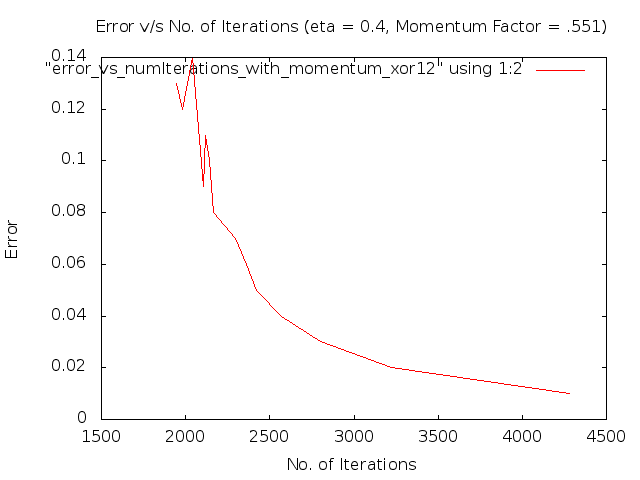 Error v/s No. of Iterations (eta = 0.4, Momentum Factor = .551)
0.14
"error_vs_numIterations_with_momentum_xor12" using 1:2
0.12
0.1
0.08
0.06
0.04
0.02
0
Error
1500 2000 2500 3000 3500 4000 4500
No. of Iterations